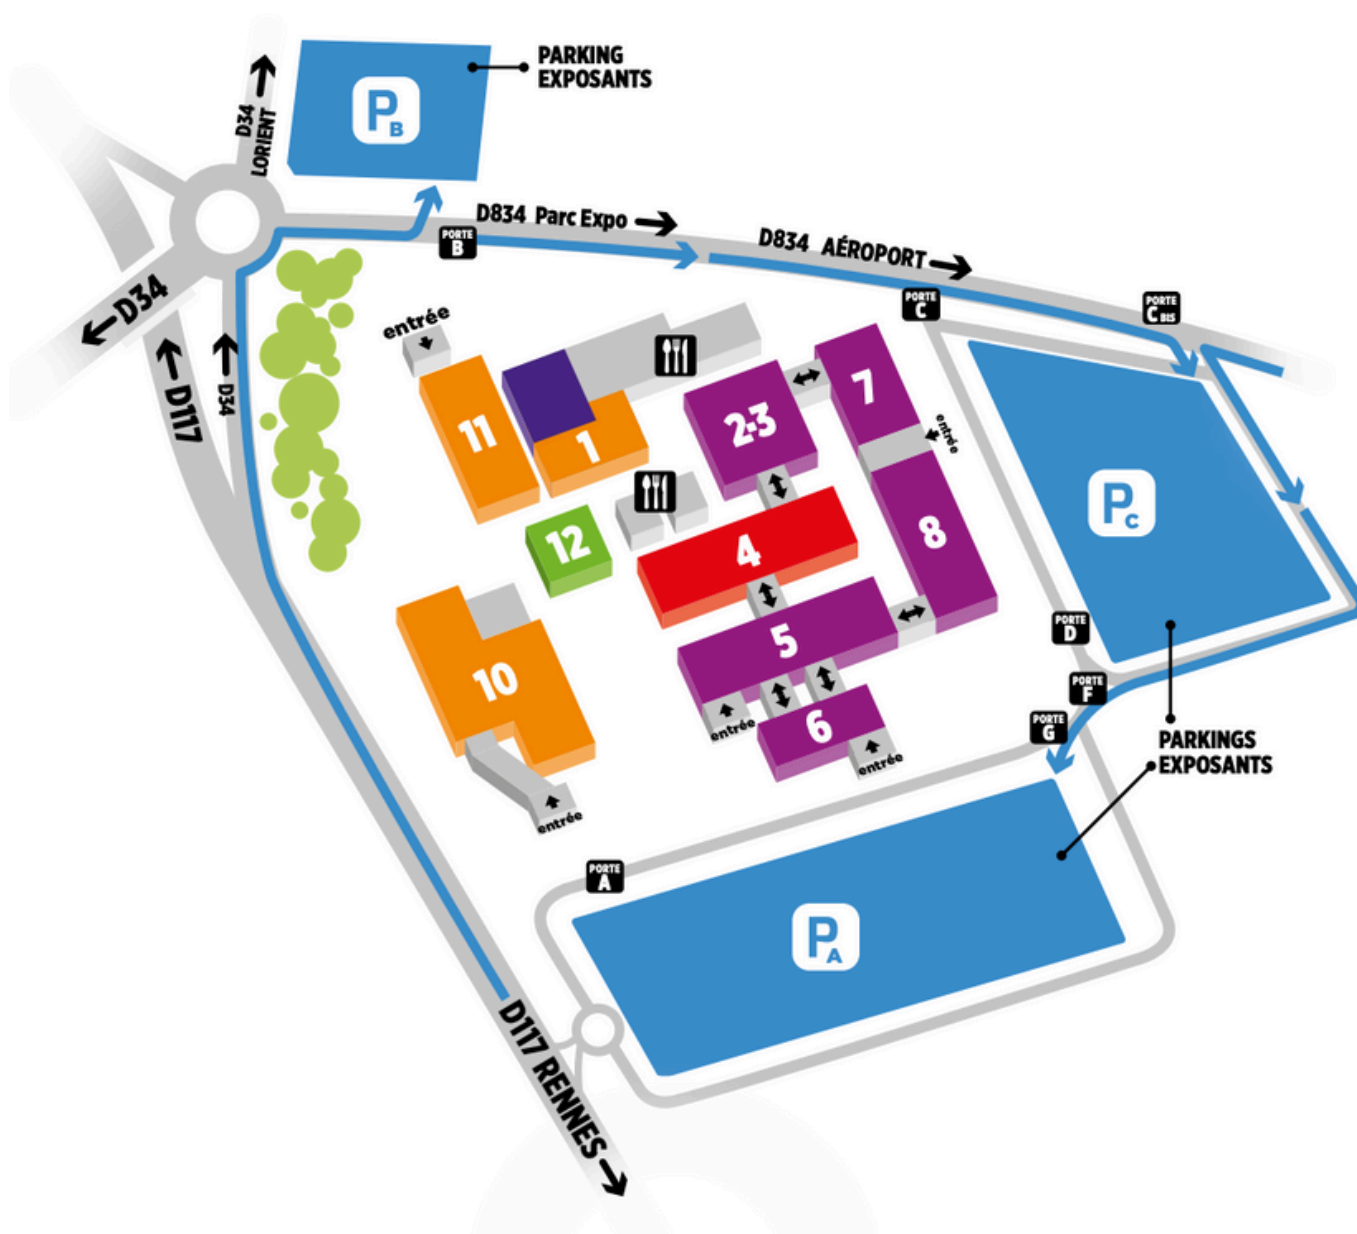 PARKING
EXPOSANTS
P B
D34
LORIENT
D834 Parc Expo
D834 AÉROPORT
PORTE
B
PORTE
C
PORTE
C BIS
D34
D117
D34
entrée
11
1
2-3
7
entrée
12
4
8
P C
5
10
6
entrée
entrée
entrée
PORTE
D
PORTE
F
PORTE
G
PARKINGS
EXPOSANTS
PORTE
A
P A
D117 RENNES